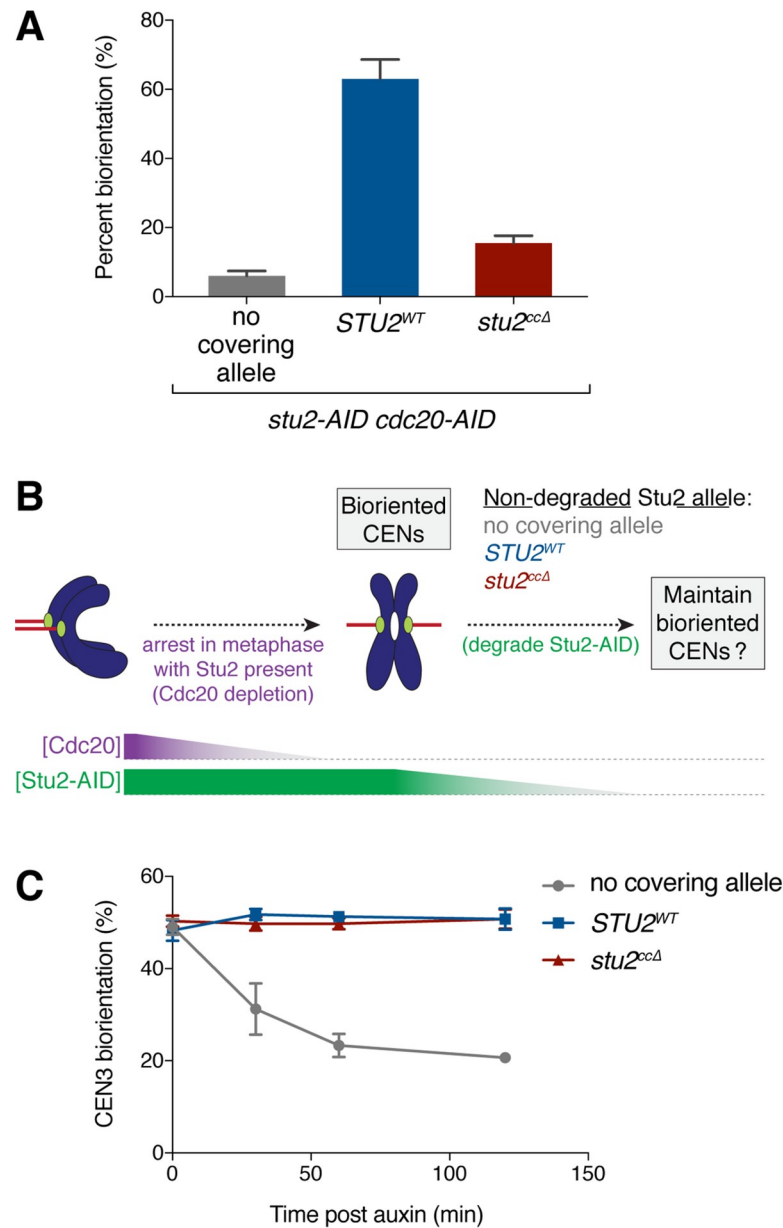 A
80
60
40
20
0
Percent biorientation (%)
no
covering
allele
STU2WT
stu2ccΔ
stu2-AID cdc20-AID
B
Bioriented
CENs
Non-degraded Stu2 allele:
no covering allele
STU2WT
stu2ccΔ
arrest in metaphase
with Stu2 present
(Cdc20 depletion)
(degrade Stu2-AID)
Maintain
bioriented
CENs ?
[Cdc20]
[Stu2-AID]
C
60
40
20
0
CEN3 biorientation (%)
0 50 100 150
Time post auxin (min)
no covering allele
STU2WT
stu2ccΔ